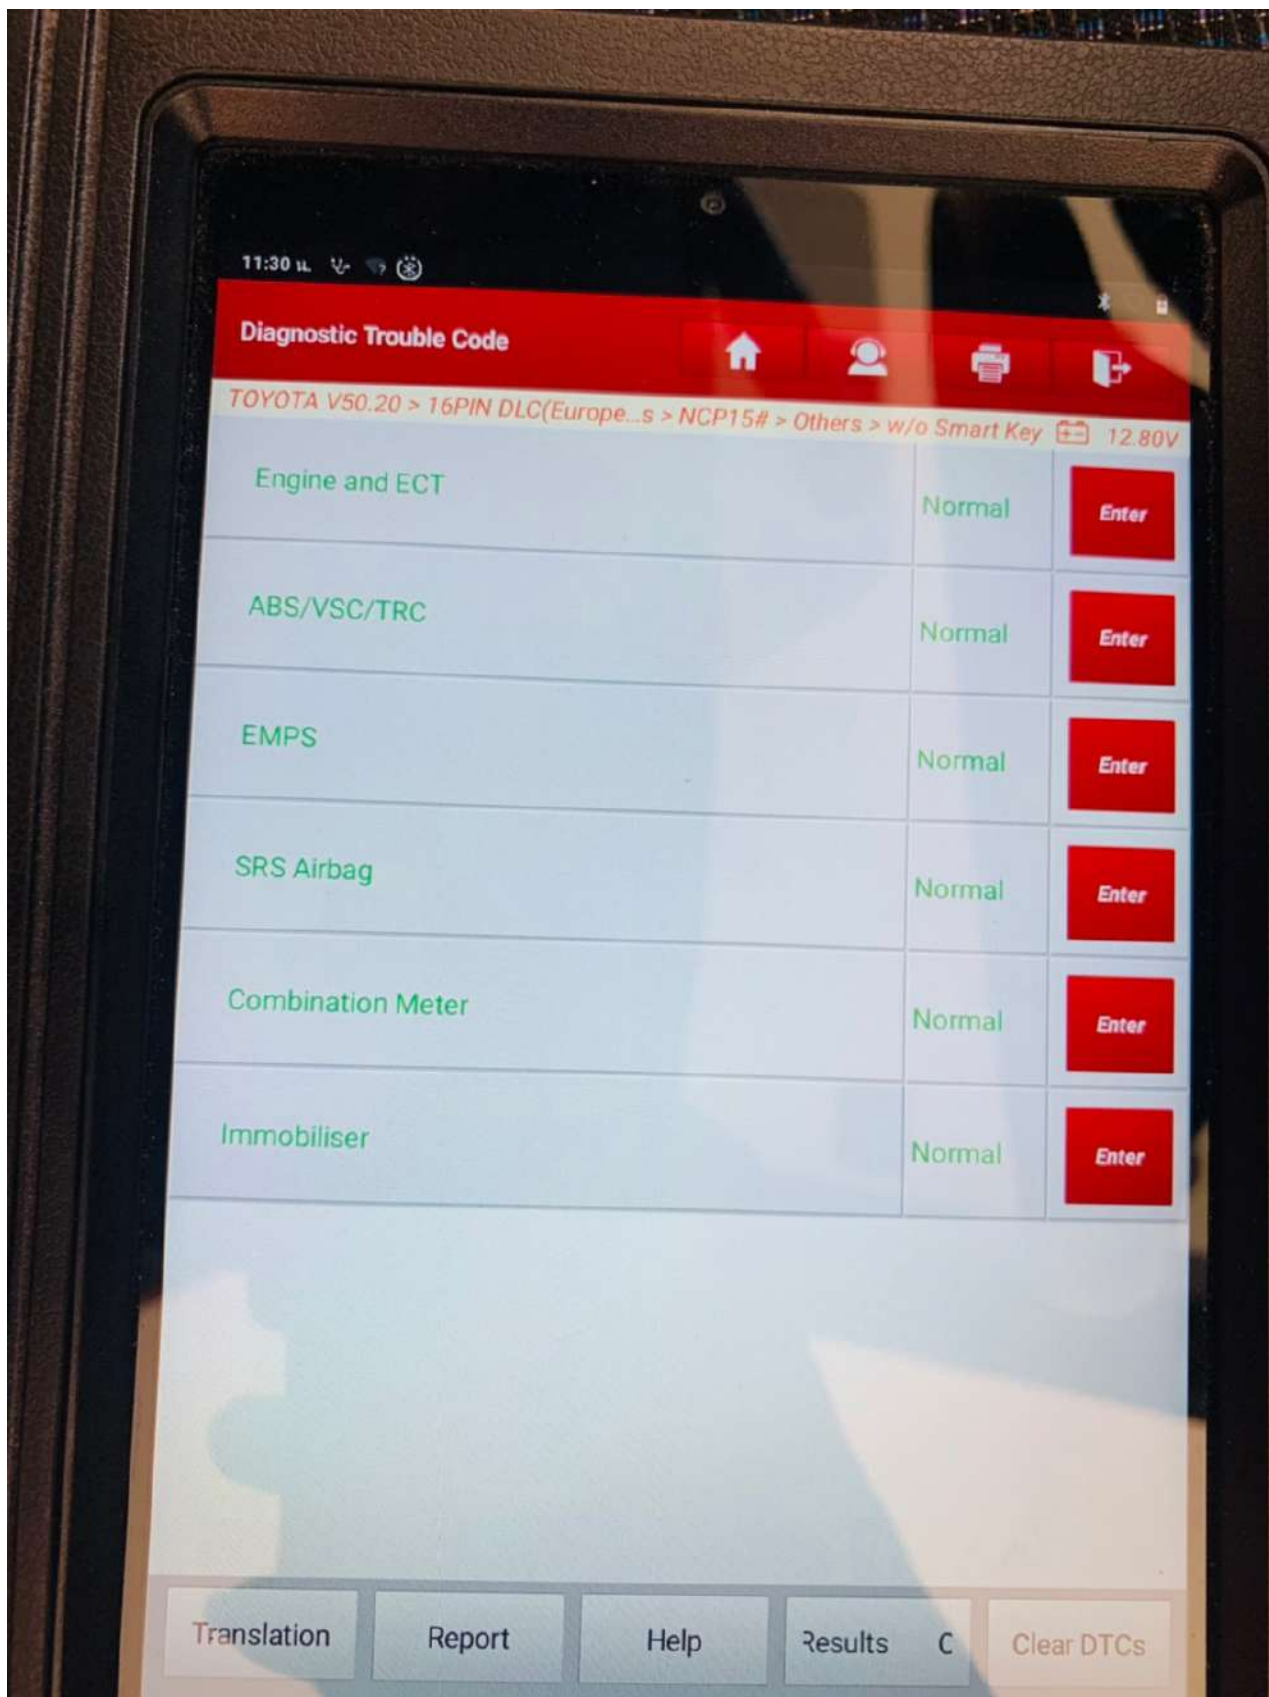 11:30 น.
Diagnostic Trouble Code
TOYOTA V50.20 > 16PIN DLC(Europe...s > NCP15# > Others > w/o Smart Key 12.80V
Engine and ECT Normal Enter
ABS/VSC/TRC Normal Enter
EMPS Normal Enter
SRS Airbag Normal Enter
Combination Meter Normal Enter
Immobiliser Normal Enter
Translation Report Help Results C Clear DTCs